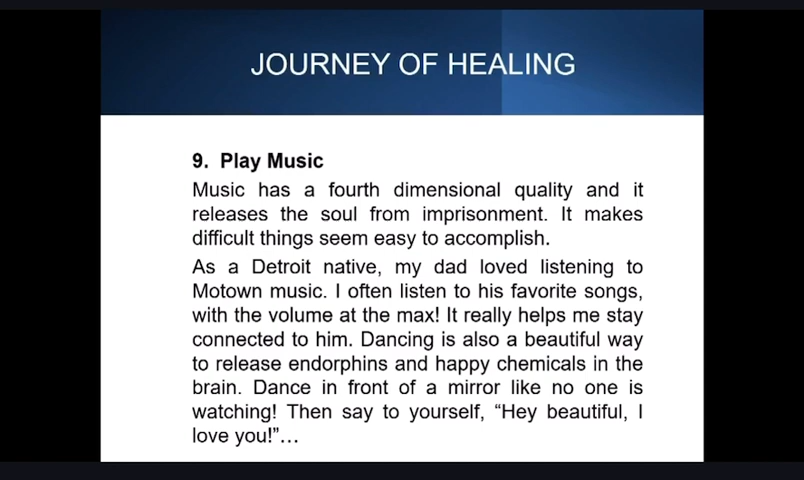 JOURNEY OF HEALING
9. Play Music
Music has a fourth dimensional quality and it
releases the soul from imprisonment. It makes
difficult things seem easy to accomplish.
As a Detroit native, my dad loved listening to
Motown music. I often listen to his favorite songs,
with the volume at the max! It really helps me stay
connected to him. Dancing is also a beautiful way
to release endorphins and happy chemicals in the
brain. Dance in front of a mirror like no one is
watching! Then say to yourself, “Hey beautiful, I
love you!”…